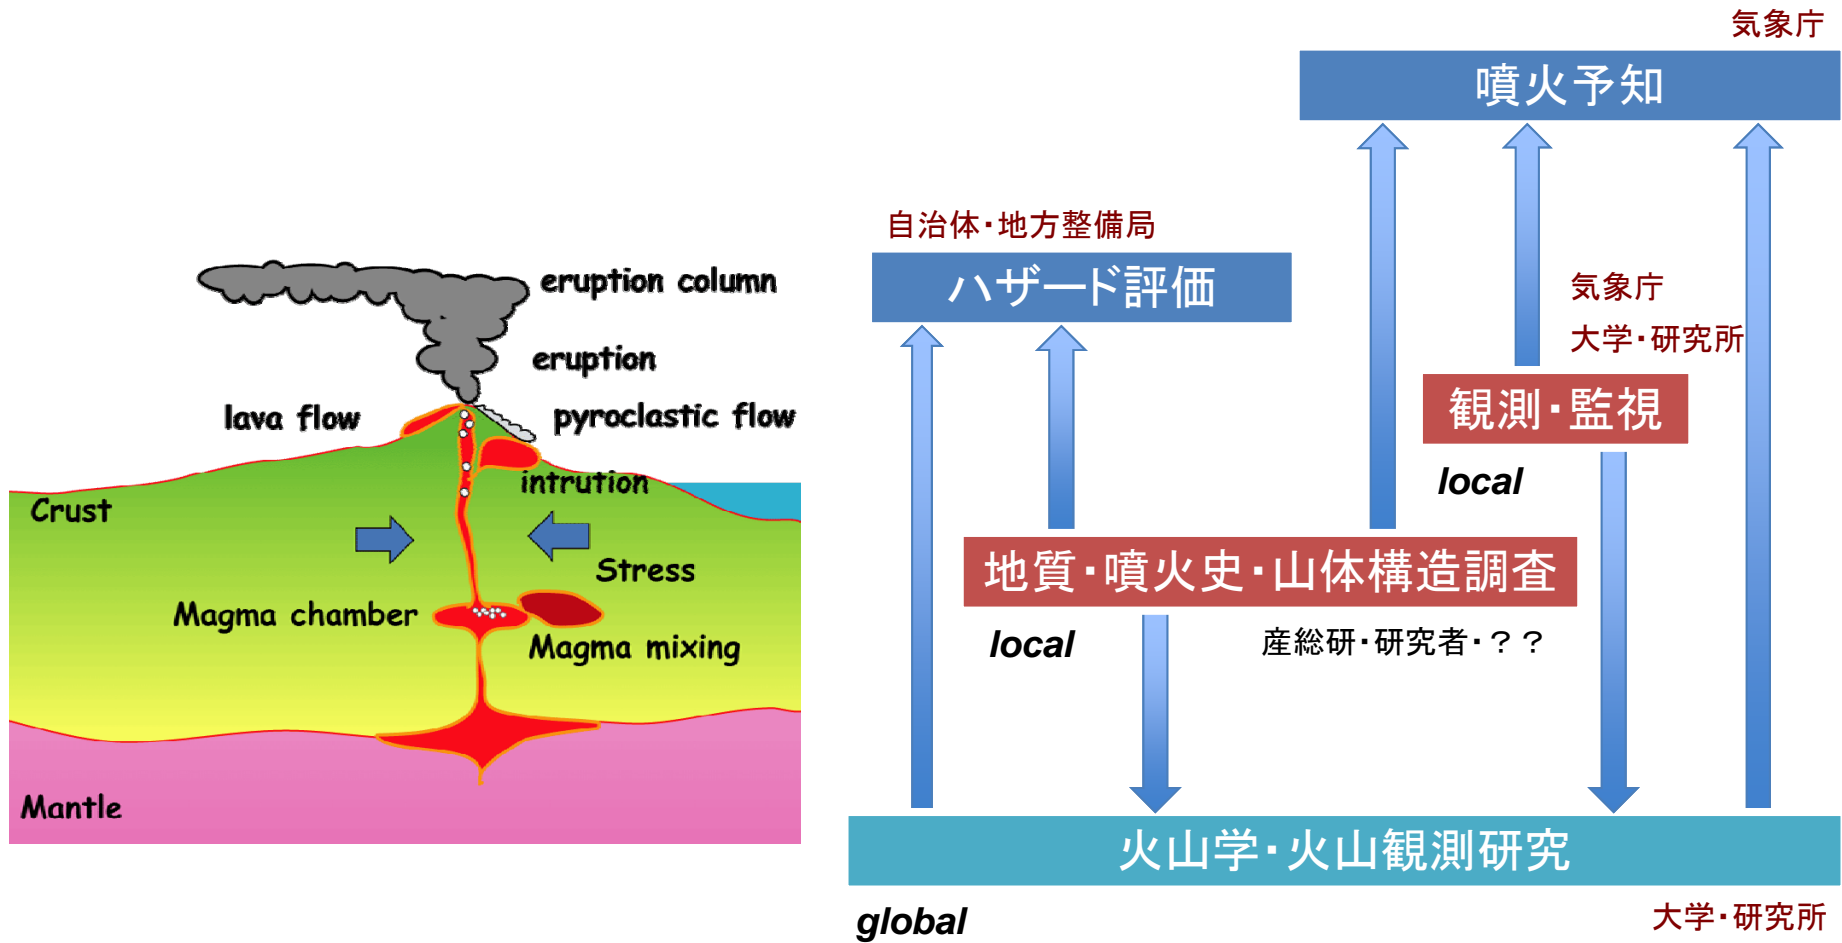 eruption column
eruption
lava flow
pyroclastic flow
intrution
Crust
Stress
Magma chamber
Magma mixing
Mantle
気象庁
噴火予知
自治体・地方整備局
ハザード評価
気象庁
大学・研究所
観測・監視
local
地質・噴火史・山体構造調査
local
産総研・研究者・？？
火山学・火山観測研究
global
大学・研究所